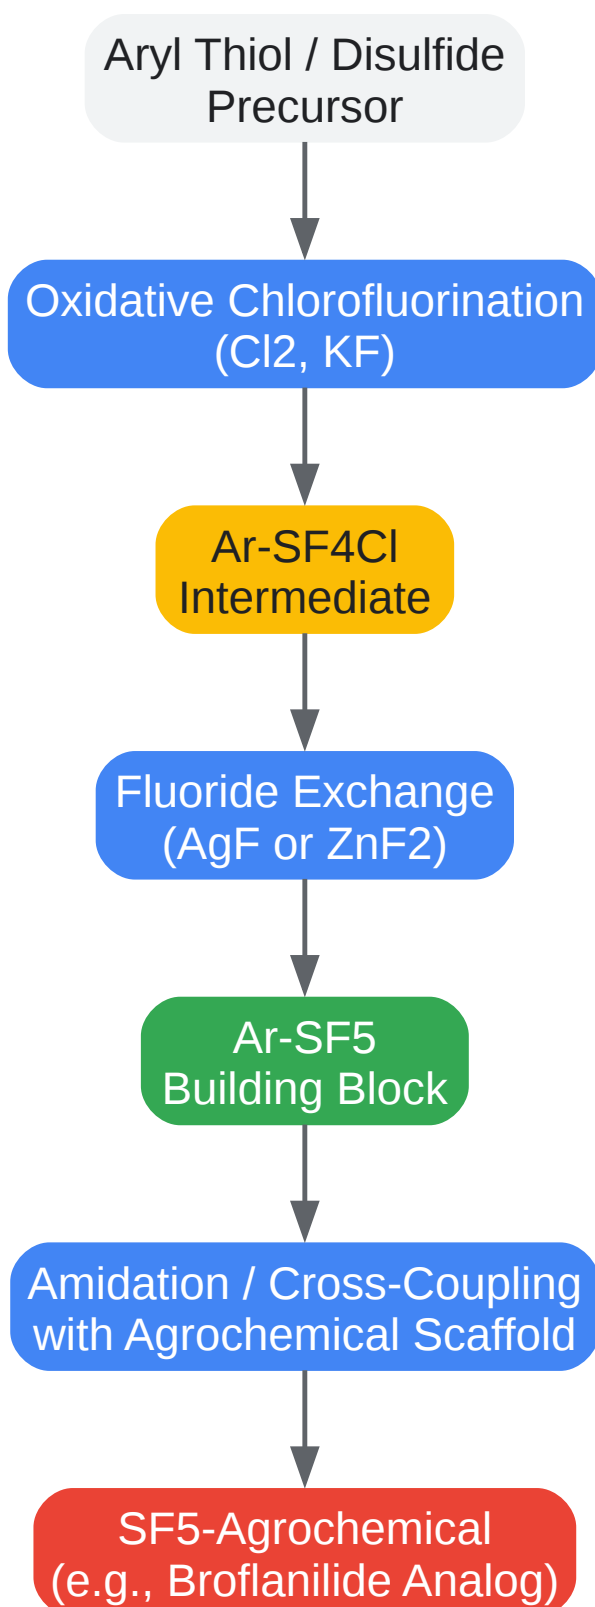 Aryl Thiol / Disulfide
Precursor
Oxidative Chlorofluorination
(Cl2, KF)
Ar-SF4Cl
Intermediate
Fluoride Exchange
(AgF or ZnF2)
Ar-SF5
Building Block
Amidation / Cross-Coupling
with Agrochemical Scaffold
SF5-Agrochemical
(e.g., Broflanilide Analog)